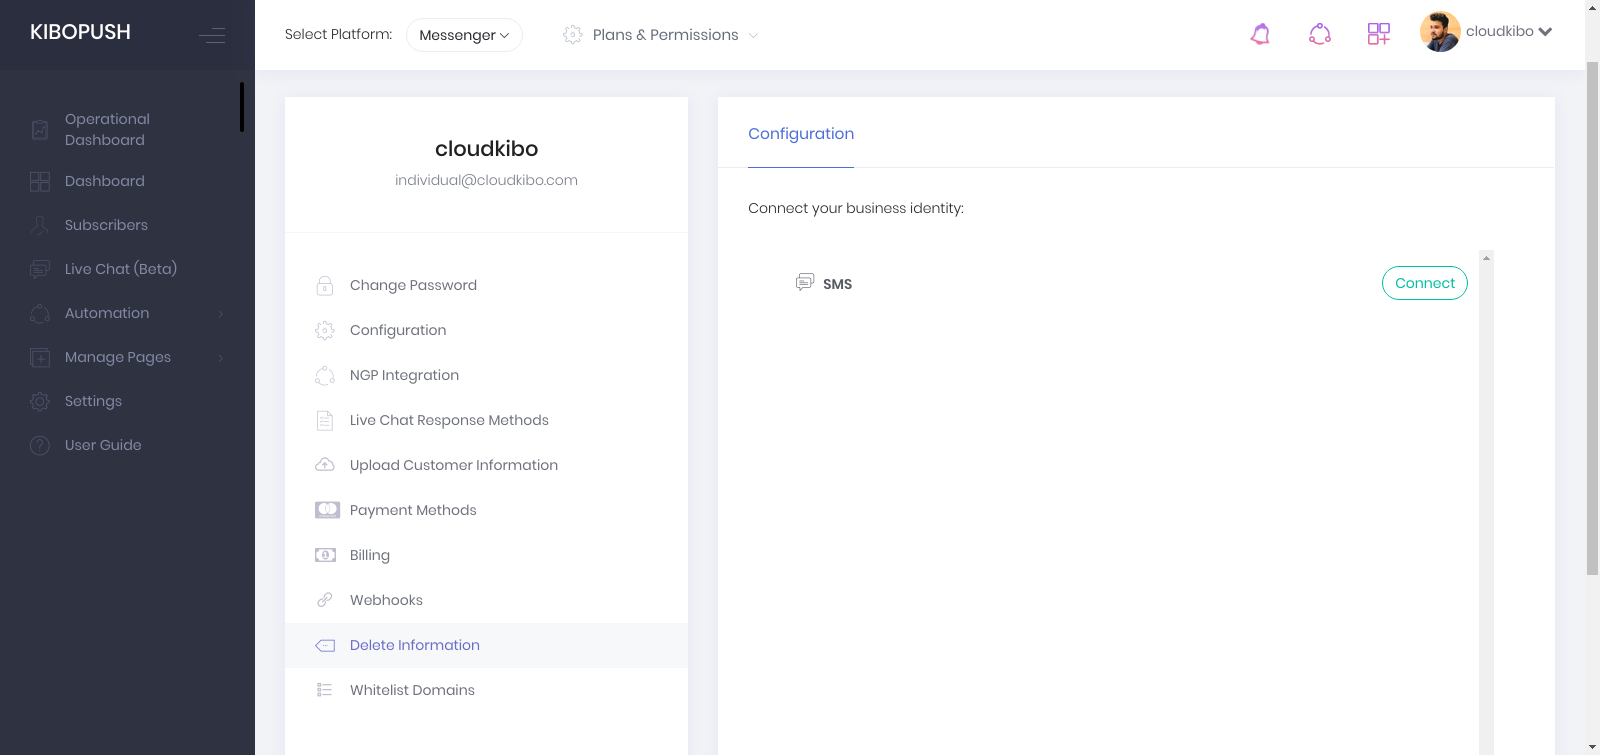 KIBOPUSH
Select Platform:
Messenger
Plans & Permissions
cloudkibo
Operational
Dashboard
Dashboard
Subscribers
Live Chat (Beta)
Automation
Manage Pages
Settings
User Guide
cloudkibo
individual@cloudkibo.com
Change Password
Configuration
NGP Integration
Live Chat Response Methods
Upload Customer Information
Payment Methods
Billing
Webhooks
Delete Information
Whitelist Domains
Configuration
Connect your business identity:
SMS
Connect